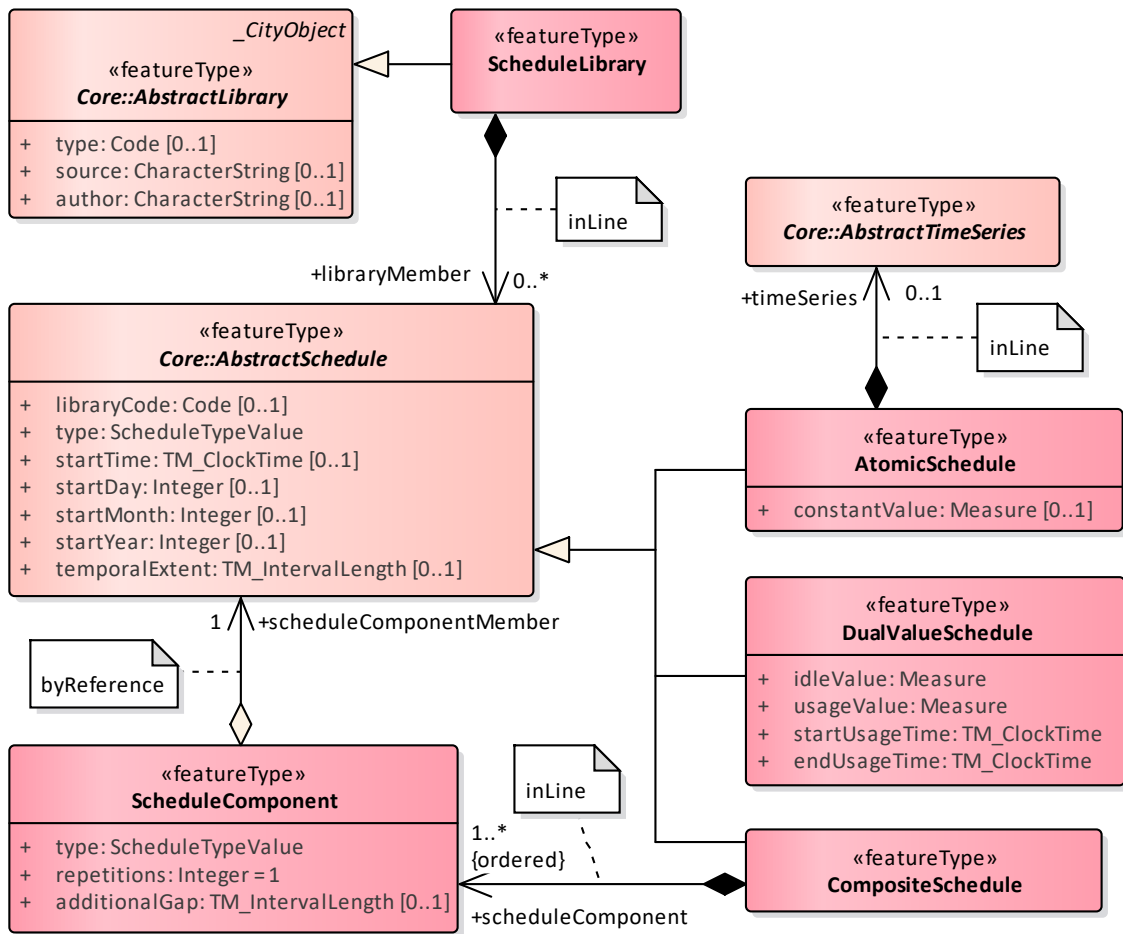 _CityObject
«featureType»
Core::AbstractLibrary
+ type: Code [0..1]
+ source: CharacterString [0..1]
+ author: CharacterString [0..1]
«featureType»
ScheduleLibrary
inLine
+libraryMember
0..*
«featureType»
Core::AbstractTimeSeries
+timeSeries
0..1
inLine
«featureType»
Core::AbstractSchedule
+ libraryCode: Code [0..1]
+ type: ScheduleTypeValue
+ startTime: TM_ClockTime [0..1]
+ startDay: Integer [0..1]
+ startMonth: Integer [0..1]
+ startYear: Integer [0..1]
+ temporalExtent: TM_IntervalLength [0..1]
«featureType»
AtomicSchedule
+ constantValue: Measure [0..1]
«featureType»
DualValueSchedule
+ idleValue: Measure
+ usageValue: Measure
+ startUsageTime: TM_ClockTime
+ endUsageTime: TM_ClockTime
1
+scheduleComponentMember
byReference
«featureType»
ScheduleComponent
+ type: ScheduleTypeValue
+ repetitions: Integer = 1
+ additionalGap: TM_IntervalLength [0..1]
inLine
1..*
{ordered}
+scheduleComponent
«featureType»
CompositeSchedule